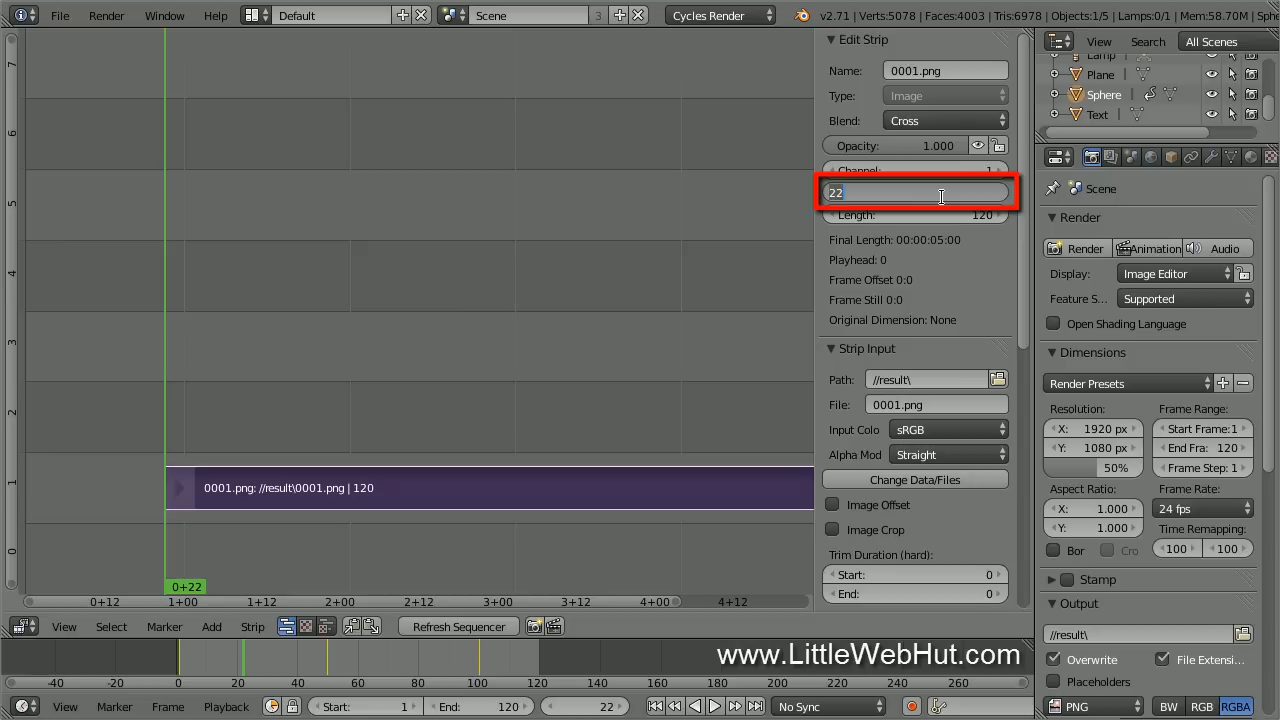 File Render Window Help Default Scene 3 Cycles Render v2.71 | Verts:5078 | Faces:4003 | Tris:6978 | Objects:1/5 | Lamps:0/1 | Mem:58.70M |
View Search All Scenes
Lamp
Plane
Sphere
Text
Edit Strip
Name: 0001.png
Type: Image
Blend: Cross
Opacity: 1.000
Channel: 1
22
Length: 120
Final Length: 00:00:05:00
Playhead: 0
Frame Offset 0:0
Frame Still 0:0
Original Dimension: None
Strip Input
Path: //result\
File: 0001.png
Input Colo sRGB
Alpha Mod Straight
Change Data/Files
Image Offset
Image Crop
Trim Duration (hard):
Start: 0
End: 0
7
6
5
4
3
2
1
0
0001.png: //result\0001.png | 120
0+22
0+12 1+00 1+12 2+00 2+12 3+00 3+12 4+00 4+12
View Select Marker Add Strip Refresh Sequencer
www.LittleWebHut.com
-40 -20 0 20 40 60 80 100 120 140 160 180 200 220 240 260
View Marker Frame Playback Start: 1 End: 120 22 No Sync
Scene
Render
Render Animation Audio
Display: Image Editor
Feature S... Supported
Open Shading Language
Dimensions
Render Presets
Resolution: Frame Range:
X: 1920 px Start Frame:1
Y: 1080 px End Fra: 120
50% Frame Step: 1
Aspect Ratio: Frame Rate:
X: 1.000 24 fps
Y: 1.000 Time Remapping:
Bor Cro 100 100
Stamp
Output
//result\
Overwrite File Extensi...
Placeholders
PNG BW RGB RGBA